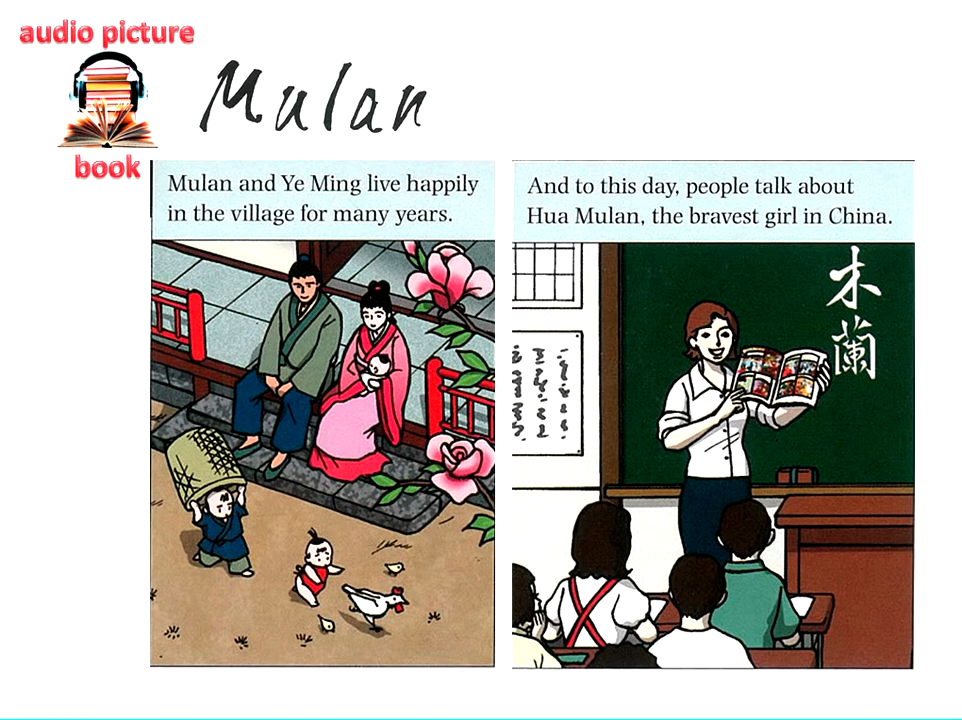 audio picture
book
Mulan
Mulan and Ye Ming live happily
in the village for many years.
And to this day, people talk about
Hua Mulan, the bravest girl in China.
木
蘭